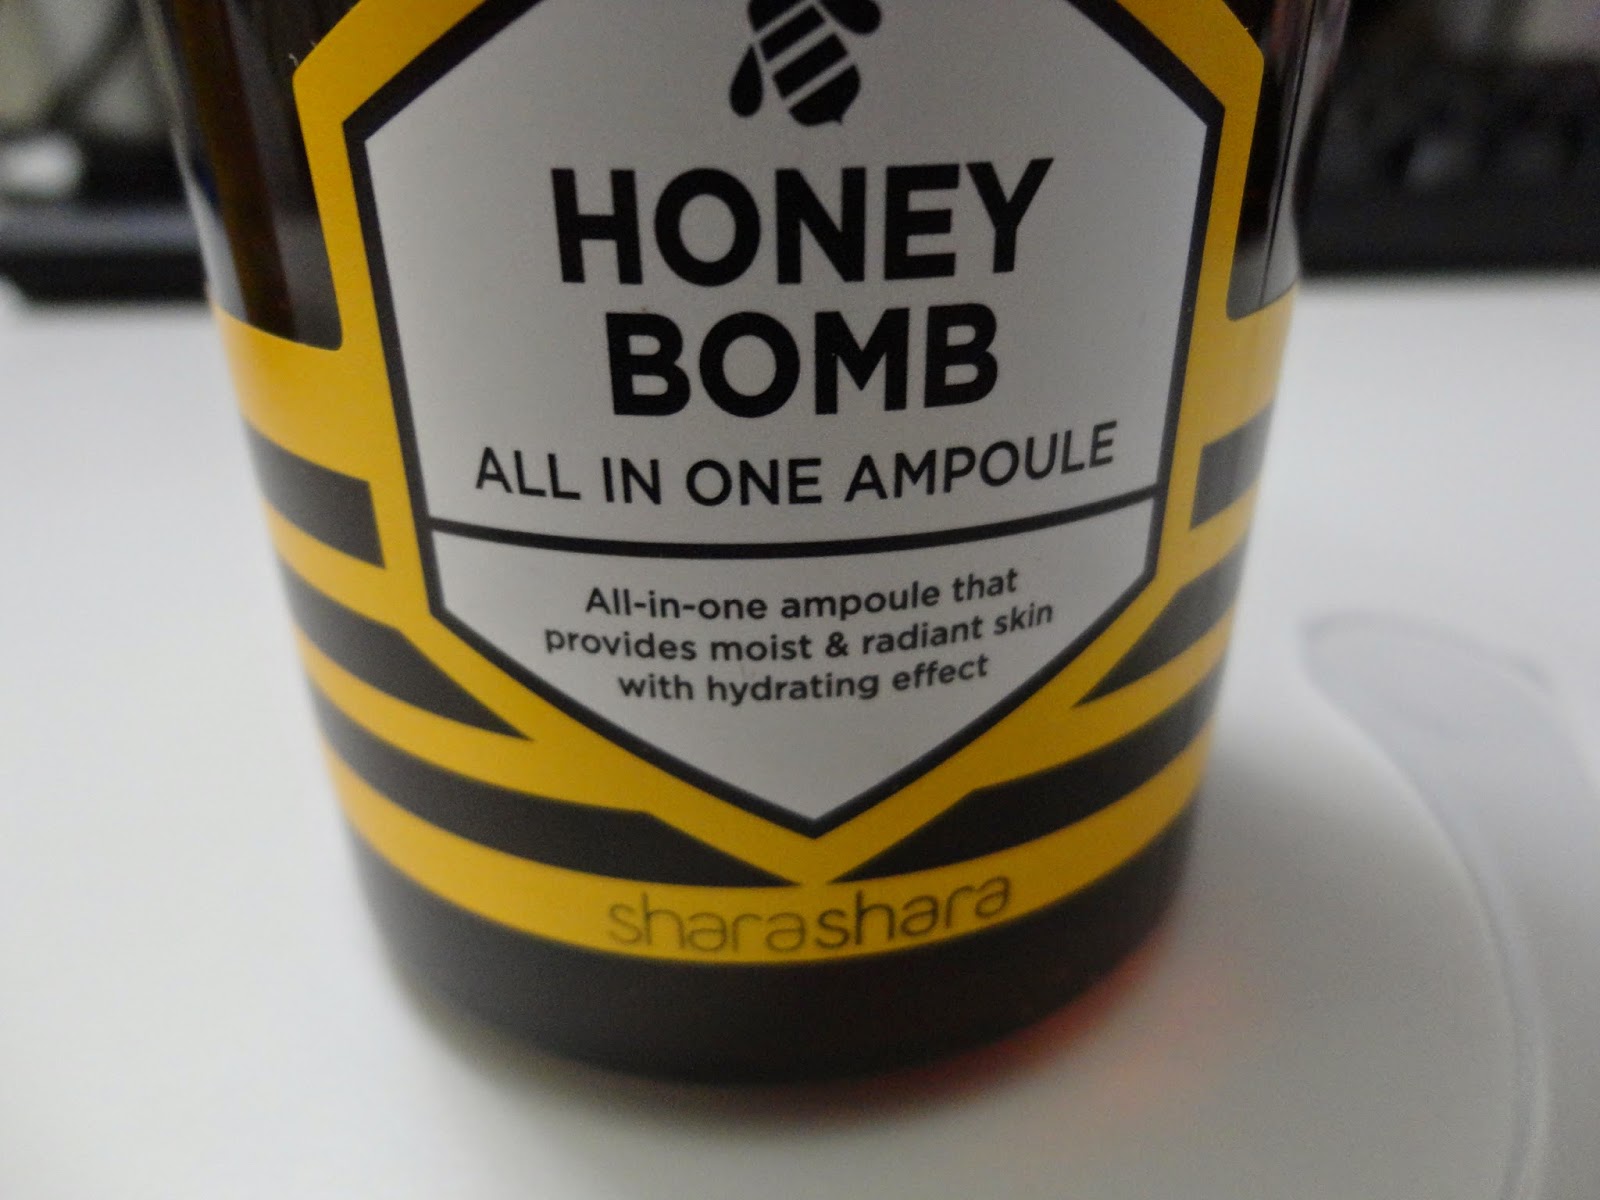 HONEY
BOMB
ALL IN ONE AMPOULE
All-in-one ampoule that
provides moist & radiant skin
with hydrating effect
sharashara